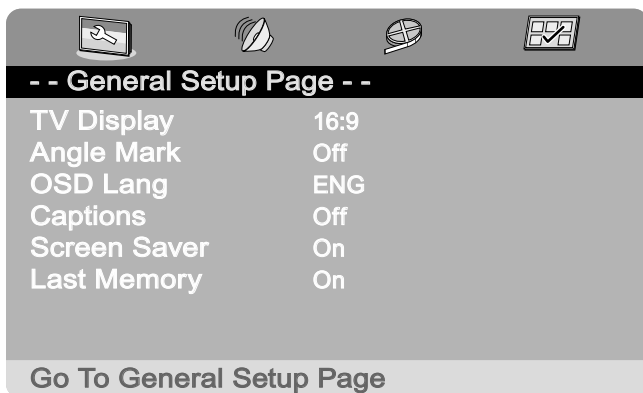 - - General Setup Page - -
TV Display 16:9
Angle Mark Off
OSD Lang ENG
Captions Off
Screen Saver On
Last Memory On
Go To General Setup Page